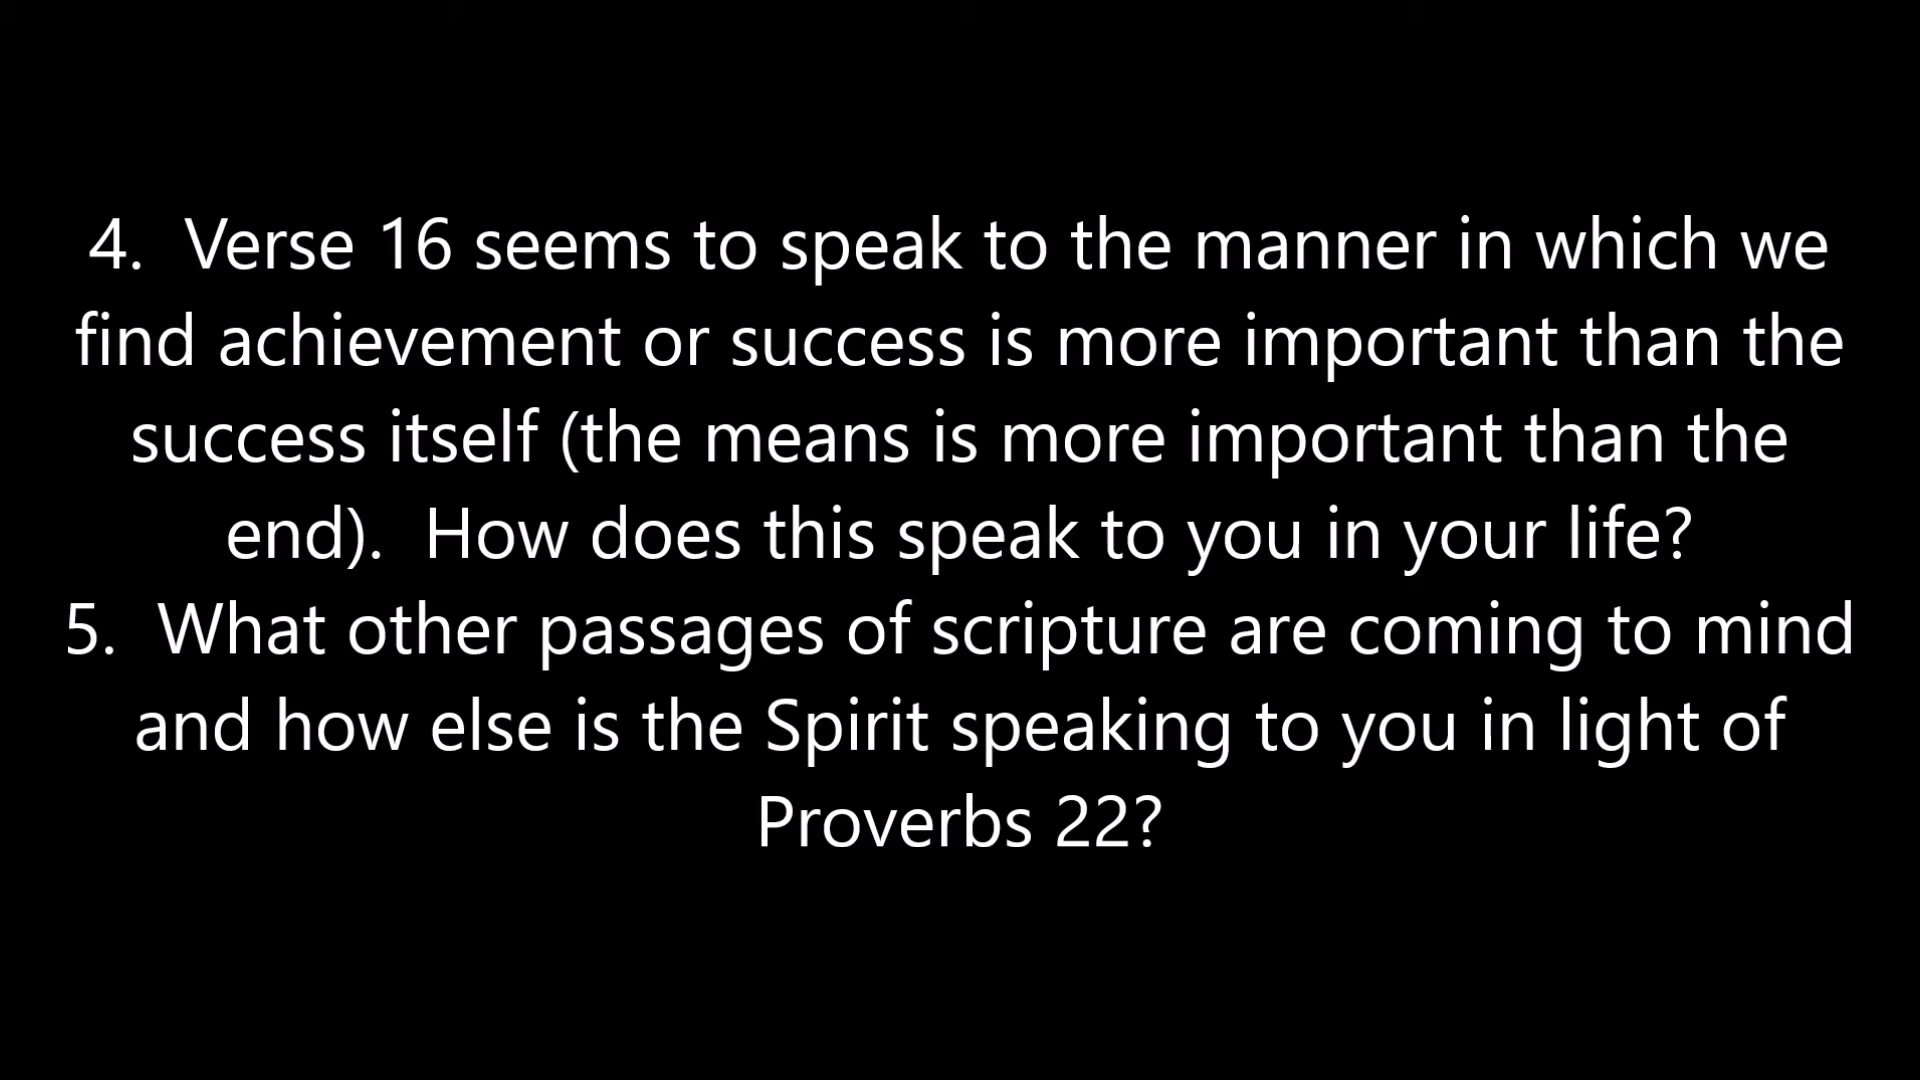 4.  Verse 16 seems to speak to the manner in which we
find achievement or success is more important than the
success itself (the means is more important than the
end).  How does this speak to you in your life?
5.  What other passages of scripture are coming to mind
and how else is the Spirit speaking to you in light of
Proverbs 22?